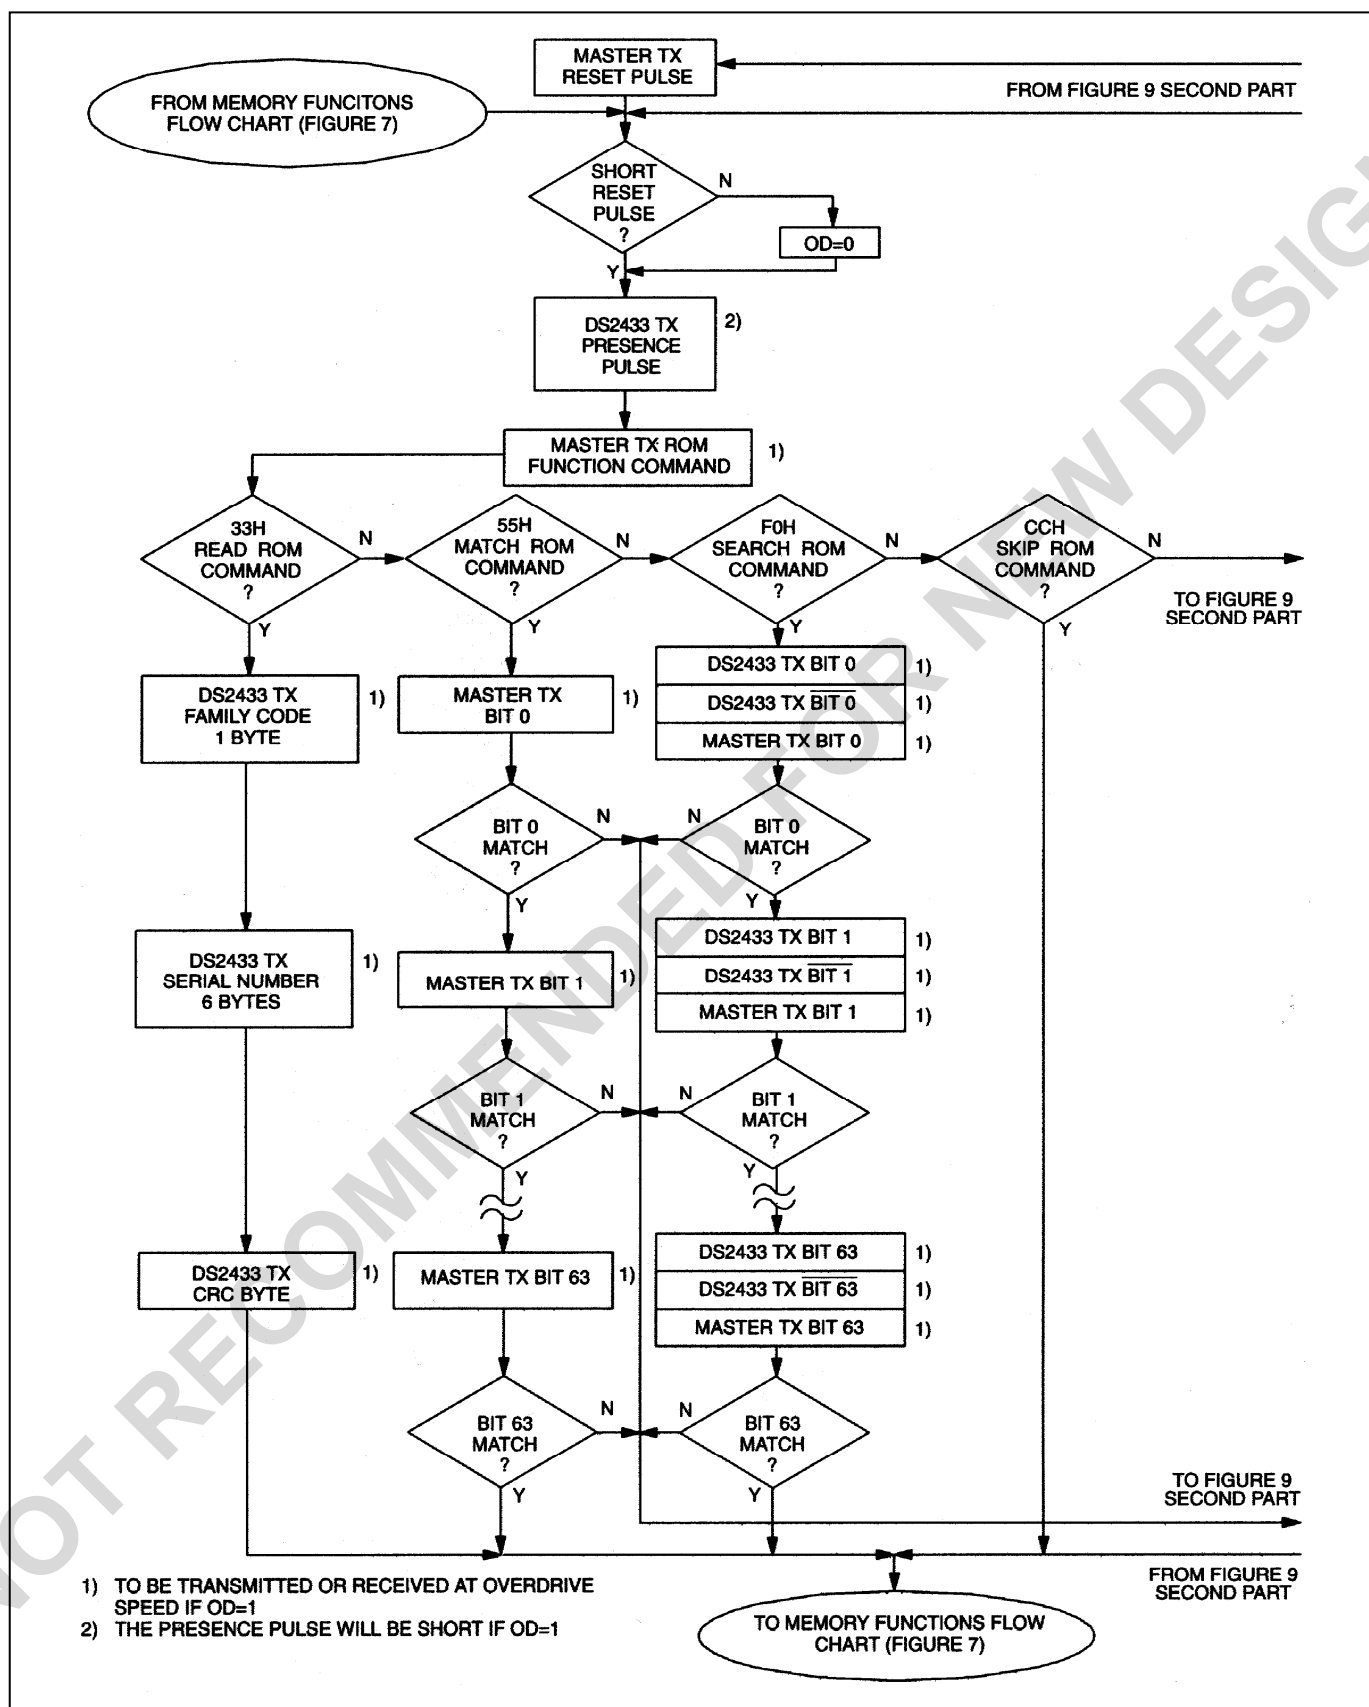 MASTER TX
RESET PULSE
FROM FIGURE 9 SECOND PART
FROM MEMORY FUNCITONS
FLOW CHART (FIGURE 7)
SHORT
RESET
PULSE
?
N
OD=0
Y
DS2433 TX
PRESENCE
PULSE
2)
MASTER TX ROM
FUNCTION COMMAND
1)
33H
READ ROM
COMMAND
?
N
Y
55H
MATCH ROM
COMMAND
?
N
Y
F0H
SEARCH ROM
COMMAND
?
N
Y
CCH
SKIP ROM
COMMAND
?
N
Y
TO FIGURE 9
SECOND PART
DS2433 TX
FAMILY CODE
1 BYTE
1)
MASTER TX
BIT 0
1)
DS2433 TX BIT 0
1)
DS2433 TX B̅I̅T̅ ̅0̅
1)
MASTER TX BIT 0
1)
BIT 0
MATCH
?
N
Y
N
BIT 0
MATCH
?
Y
DS2433 TX
SERIAL NUMBER
6 BYTES
1)
MASTER TX BIT 1
1)
DS2433 TX BIT 1
1)
DS2433 TX B̅I̅T̅ ̅1̅
1)
MASTER TX BIT 1
1)
BIT 1
MATCH
?
N
Y
N
BIT 1
MATCH
?
Y
DS2433 TX
CRC BYTE
1)
MASTER TX BIT 63
1)
DS2433 TX BIT 63
1)
DS2433 TX B̅I̅T̅ ̅6̅3̅
1)
MASTER TX BIT 63
1)
BIT 63
MATCH
?
N
Y
N
BIT 63
MATCH
?
Y
TO FIGURE 9
SECOND PART
FROM FIGURE 9
SECOND PART
1) TO BE TRANSMITTED OR RECEIVED AT OVERDRIVE
SPEED IF OD=1
2) THE PRESENCE PULSE WILL BE SHORT IF OD=1
TO MEMORY FUNCTIONS FLOW
CHART (FIGURE 7)
NOT RECOMMENDED FOR NEW DESIG